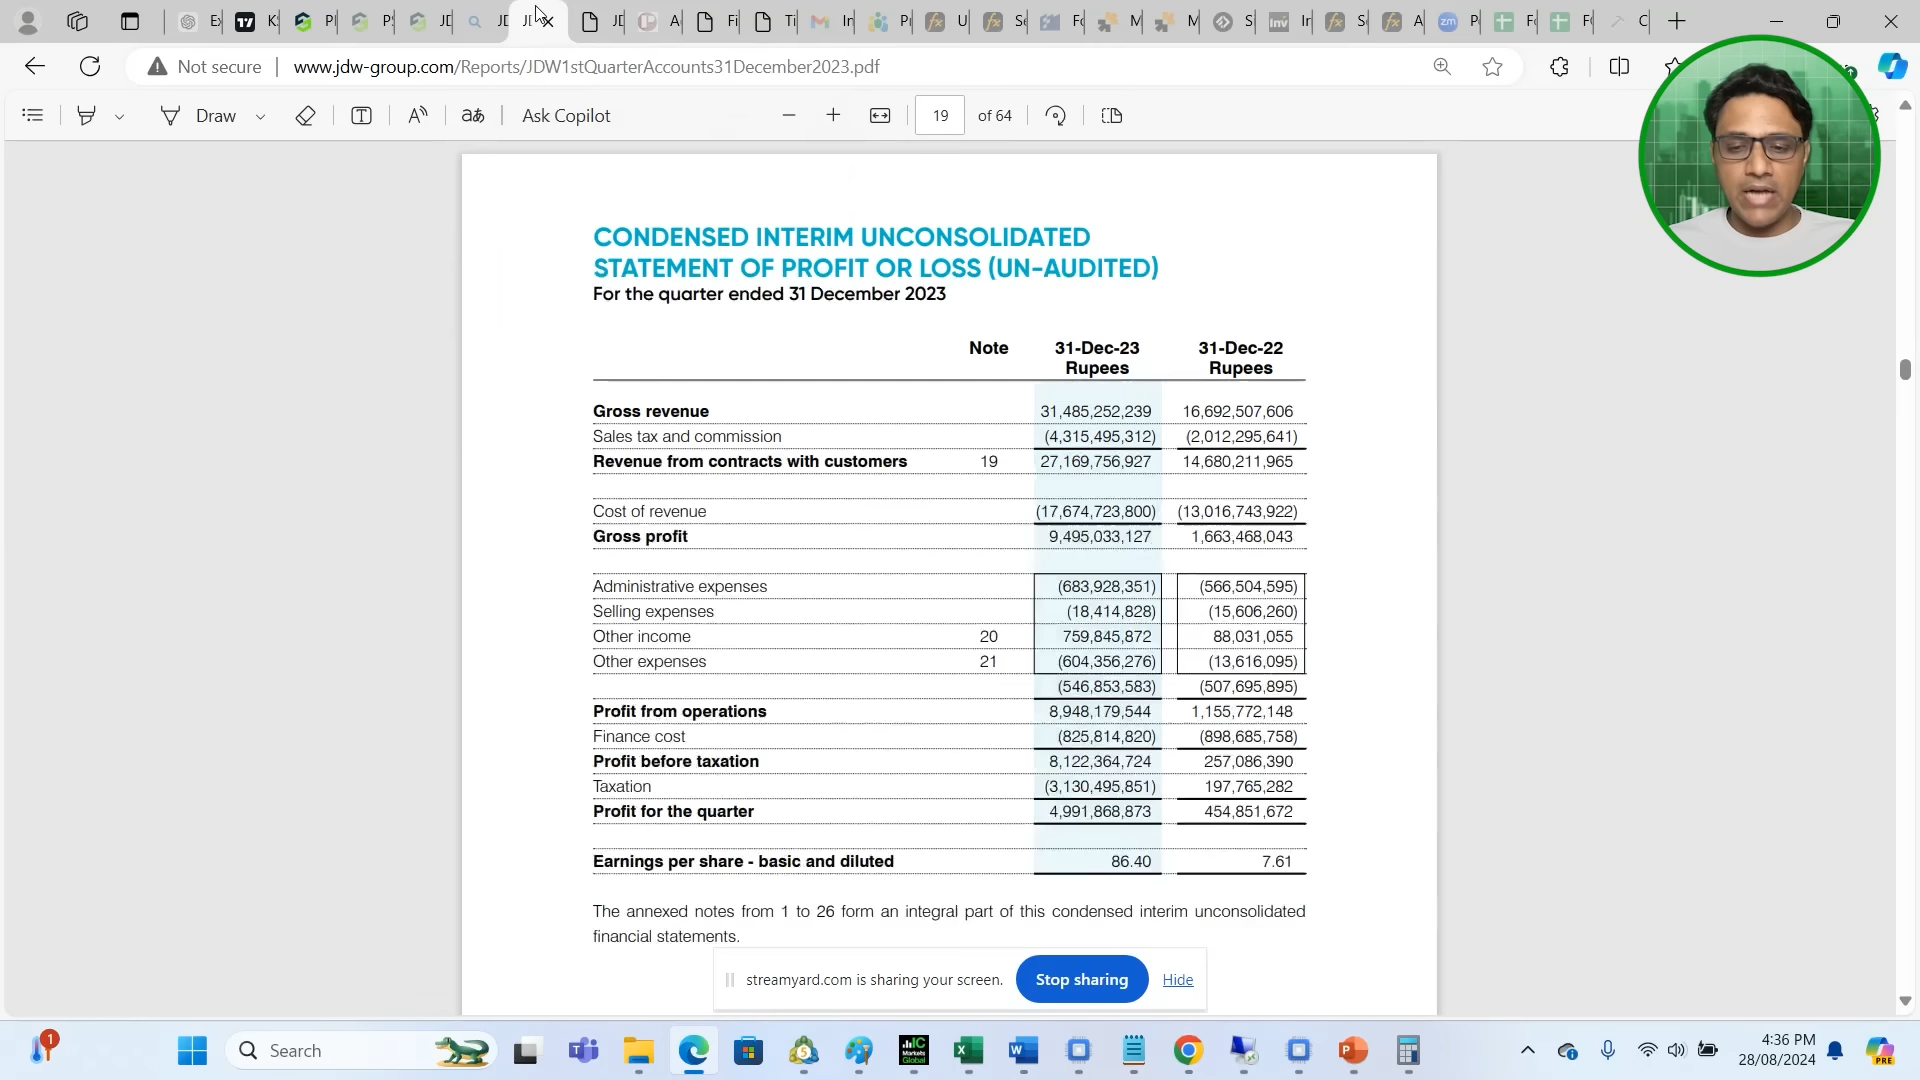 Not secure
www.jdw-group.com/Reports/JDW1stQuarterAccounts31December2023.pdf
Draw
Ask Copilot
19 of 64
CONDENSED INTERIM UNCONSOLIDATED
STATEMENT OF PROFIT OR LOSS (UN-AUDITED)
For the quarter ended 31 December 2023
Note 31-Dec-23 31-Dec-22
Rupees Rupees
Gross revenue 31,485,252,239 16,692,507,606
Sales tax and commission (4,315,495,312) (2,012,295,641)
Revenue from contracts with customers 19 27,169,756,927 14,680,211,965
Cost of revenue (17,674,723,800) (13,016,743,922)
Gross profit 9,495,033,127 1,663,468,043
Administrative expenses (683,928,351) (566,504,595)
Selling expenses (18,414,828) (15,606,260)
Other income 20 759,845,872 88,031,055
Other expenses 21 (604,356,276) (13,616,095)
(546,853,583) (507,695,895)
Profit from operations 8,948,179,544 1,155,772,148
Finance cost (825,814,820) (898,685,758)
Profit before taxation 8,122,364,724 257,086,390
Taxation (3,130,495,851) 197,765,282
Profit for the quarter 4,991,868,873 454,851,672
Earnings per share - basic and diluted 86.40 7.61
The annexed notes from 1 to 26 form an integral part of this condensed interim unconsolidated
financial statements.
streamyard.com is sharing your screen. Stop sharing Hide
Search
4:36 PM
28/08/2024